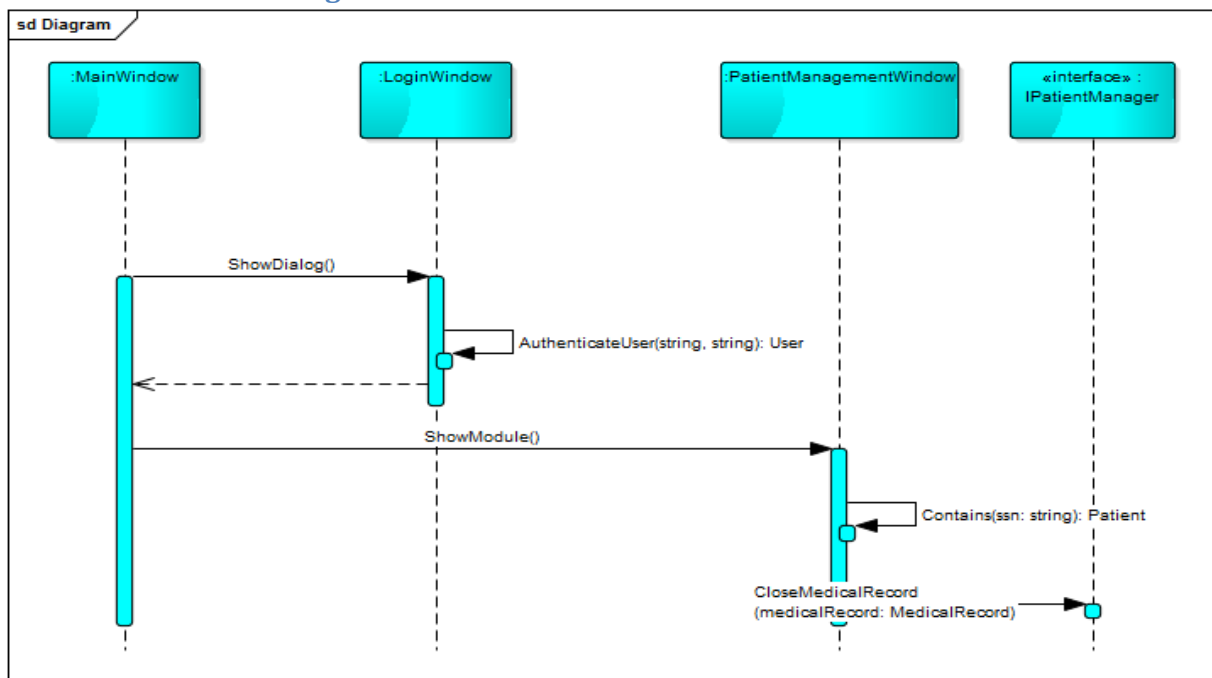 sd Diagram
:MainWindow
:LoginWindow
:PatientManagementWindow
«interface» :
IPatientManager
ShowDialog()
AuthenticateUser(string, string): User
ShowModule()
Contains(ssn: string): Patient
CloseMedicalRecord
(medicalRecord: MedicalRecord)